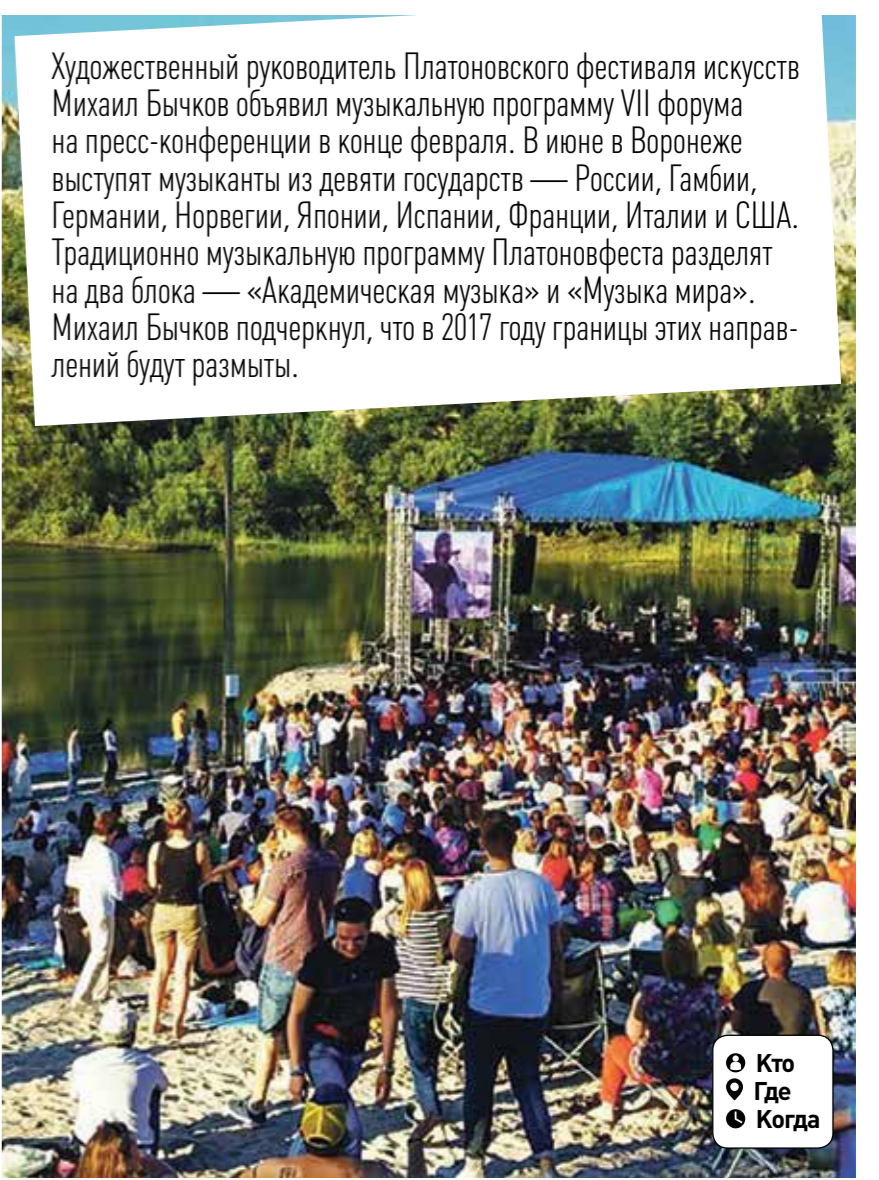 Художественный руководитель Платоновского фестиваля искусств
Михаил Бычков объявил музыкальную программу VII форума
на пресс-конференции в конце февраля. В июне в Воронеже
выступят музыканты из девяти государств — России, Гамбии,
Германии, Норвегии, Японии, Испании, Франции, Италии и США.
Традиционно музыкальную программу Платоновфеста разделят
на два блока — «Академическая музыка» и «Музыка мира».
Михаил Бычков подчеркнул, что в 2017 году границы этих направ-
лений будут размыты.
Кто
Где
Когда